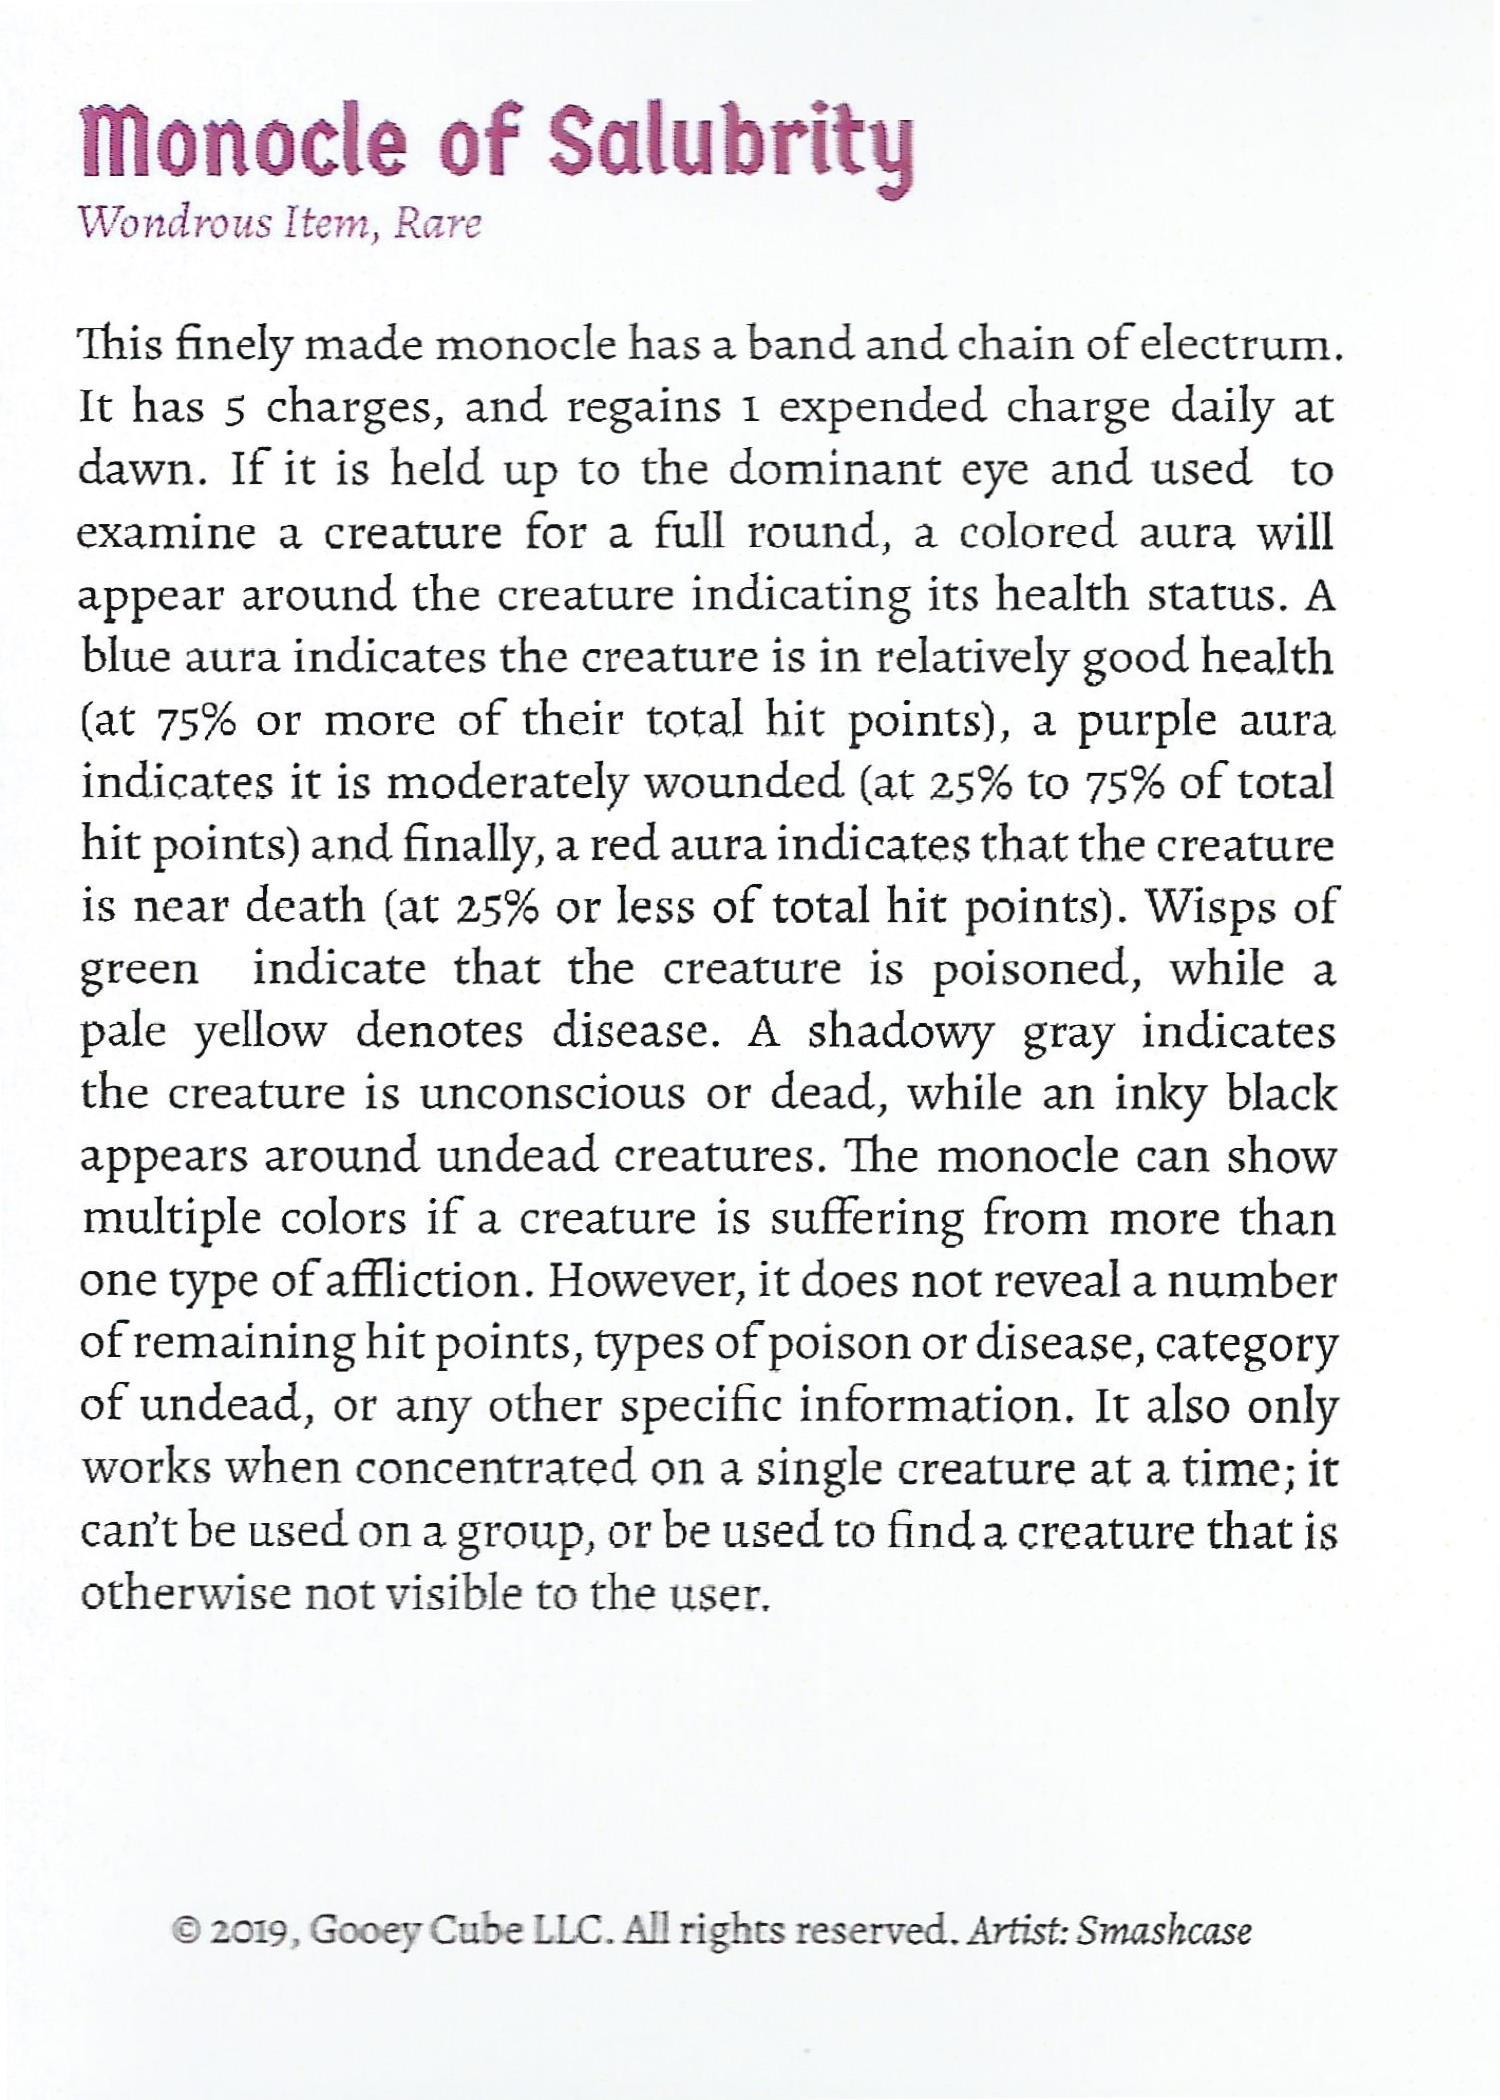 Monocle of Salubrity
Wondrous Item, Rare
This finely made monocle has a band and chain of electrum.
It has 5 charges, and regains 1 expended charge daily at
dawn. If it is held up to the dominant eye and used to
examine a creature for a full round, a colored aura will
appear around the creature indicating its health status. A
blue aura indicates the creature is in relatively good health
(at 75% or more of their total hit points), a purple aura
indicates it is moderately wounded (at 25% to 75% of total
hit points) and finally, a red aura indicates that the creature
is near death (at 25% or less of total hit points). Wisps of
green indicate that the creature is poisoned, while a
pale yellow denotes disease. A shadowy gray indicates
the creature is unconscious or dead, while an inky black
appears around undead creatures. The monocle can show
multiple colors if a creature is suffering from more than
one type of affliction. However, it does not reveal a number
of remaining hit points, types of poison or disease, category
of undead, or any other specific information. It also only
works when concentrated on a single creature at a time; it
can't be used on a group, or be used to find a creature that is
otherwise not visible to the user.
© 2019, Gooey Cube LLC. All rights reserved. Artist: Smashcase